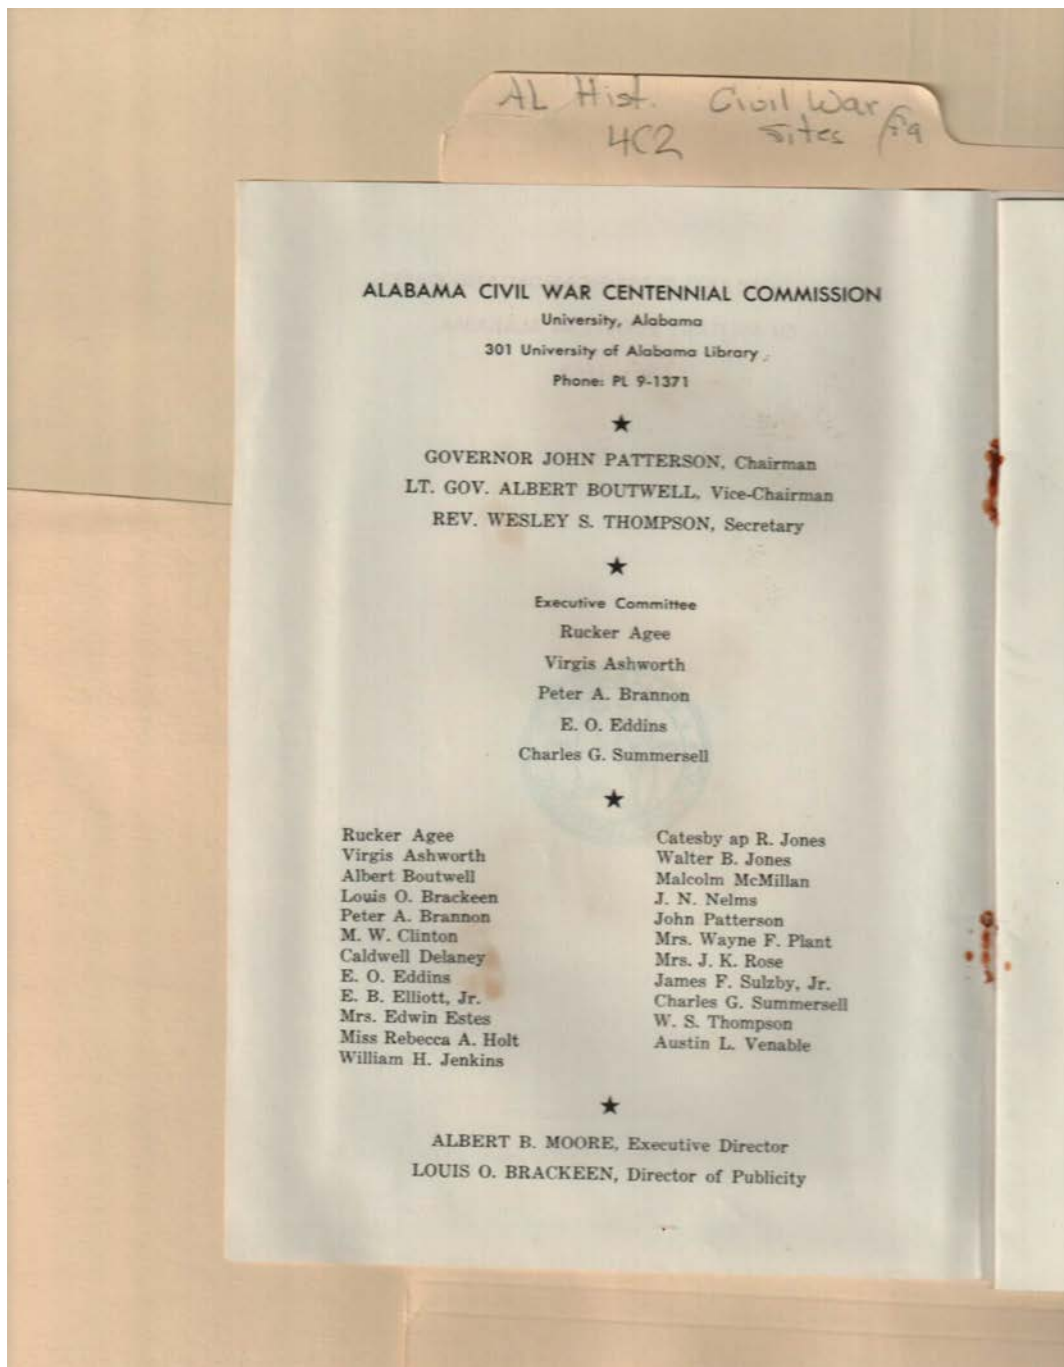 AL Hist. Civil War
4C2 Sites
ALABAMA CIVIL WAR CENTENNIAL COMMISSION
University, Alabama
301 University of Alabama Library
Phone: PL 9-1371
GOVERNOR JOHN PATTERSON, Chairman
LT. GOV. ALBERT BOUTWELL, Vice-Chairman
REV. WESLEY S. THOMPSON, Secretary
Executive Committee
Rucker Agee
Virgis Ashworth
Peter A. Brannon
E. O. Eddins
Charles G. Summersell
Rucker Agee
Virgis Ashworth
Albert Boutwell
Louis O. Brackeen
Peter A. Brannon
M. W. Clinton
Caldwell Delaney
E. O. Eddins
E. B. Elliott, Jr.
Mrs. Edwin Estes
Miss Rebecca A. Holt
William H. Jenkins
Catesby ap R. Jones
Walter B. Jones
Malcolm McMillan
J. N. Nelms
John Patterson
Mrs. Wayne F. Plant
Mrs. J. K. Rose
James F. Sulzby, Jr.
Charles G. Summersell
W. S. Thompson
Austin L. Venable
ALBERT B. MOORE, Executive Director
LOUIS O. BRACKEEN, Director of Publicity